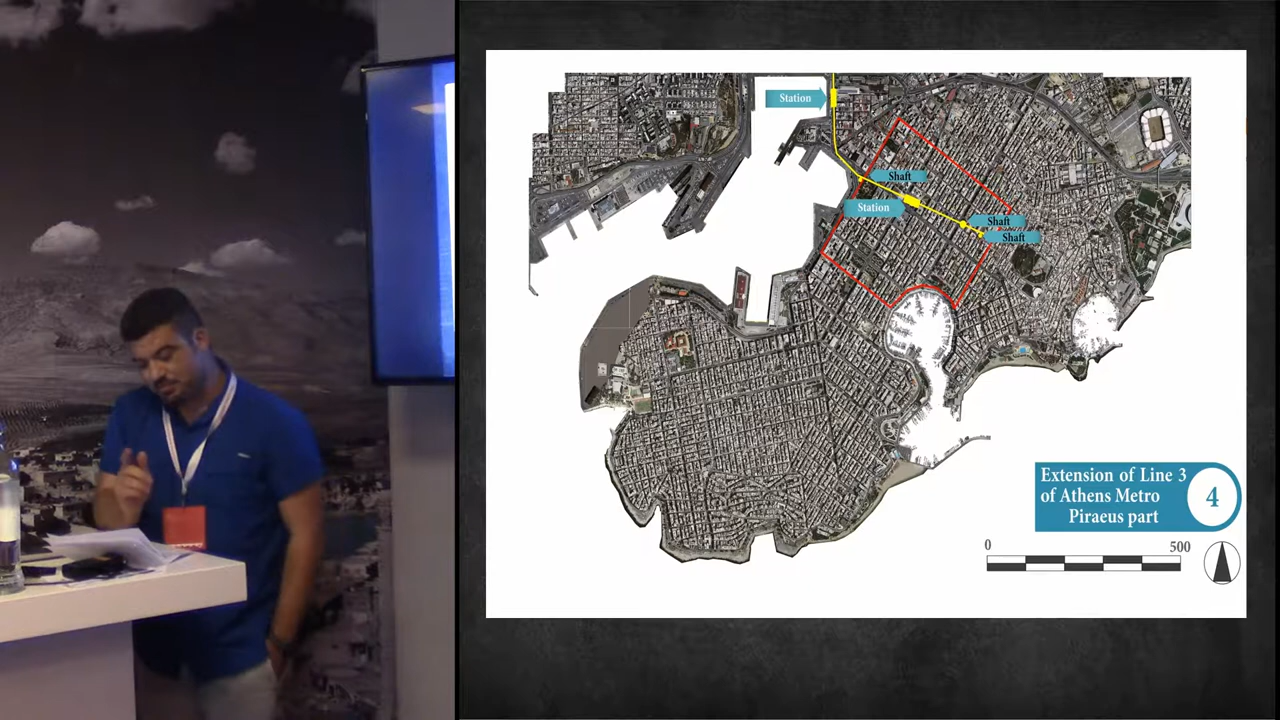 Station
Shaft
Station
Shaft
Shaft
Extension of Line 3
of Athens Metro
Piraeus part
4
0
500